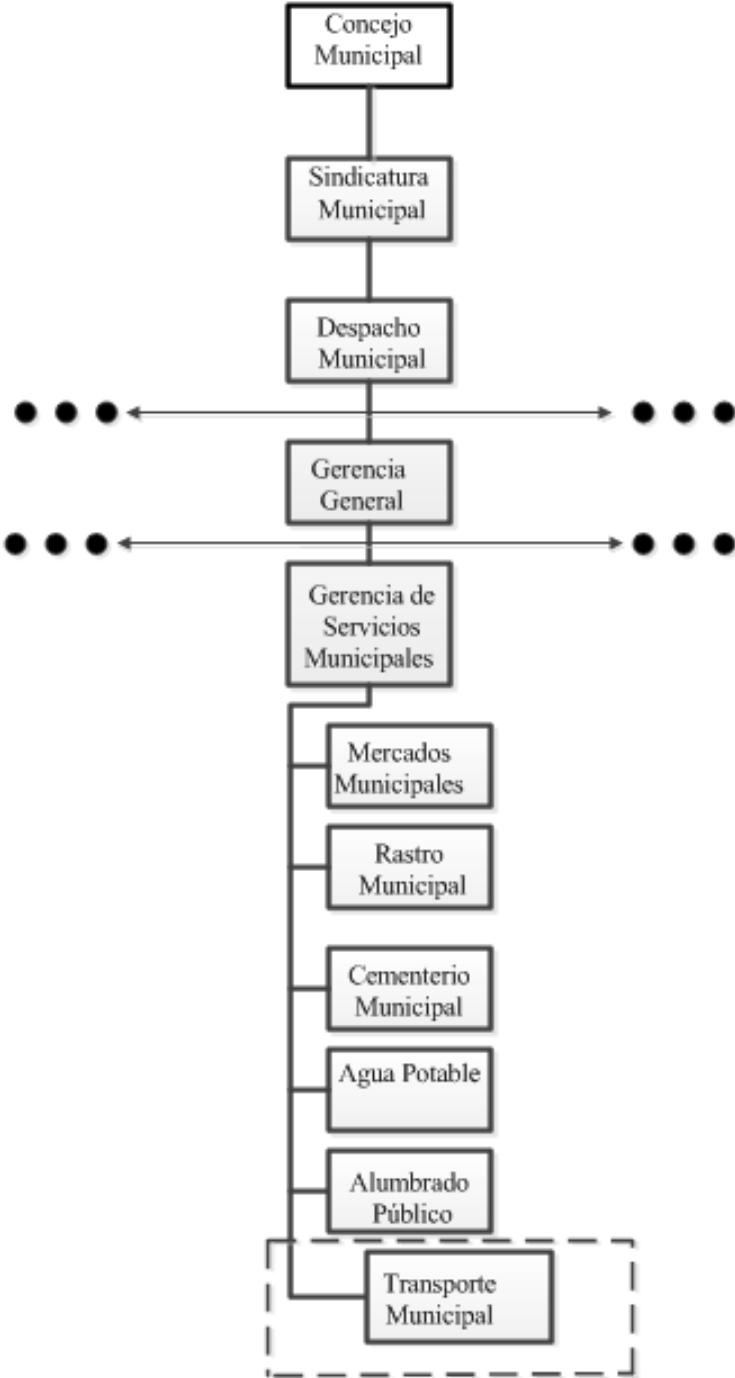 Concejo
Municipal
Sindicatura
Municipal
Despacho
Municipal
Gerencia
General
Gerencia de
Servicios
Municipales
Mercados
Municipales
Rastro
Municipal
Cementerio
Municipal
Agua Potable
Alumbrado
Público
Transporte
Municipal